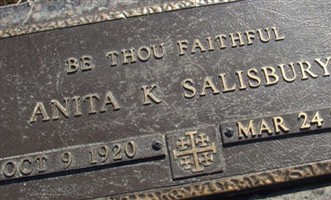 BE THOU FAITHFUL
ANITA K SALISBURY
OCT 9 1920 MAR 24